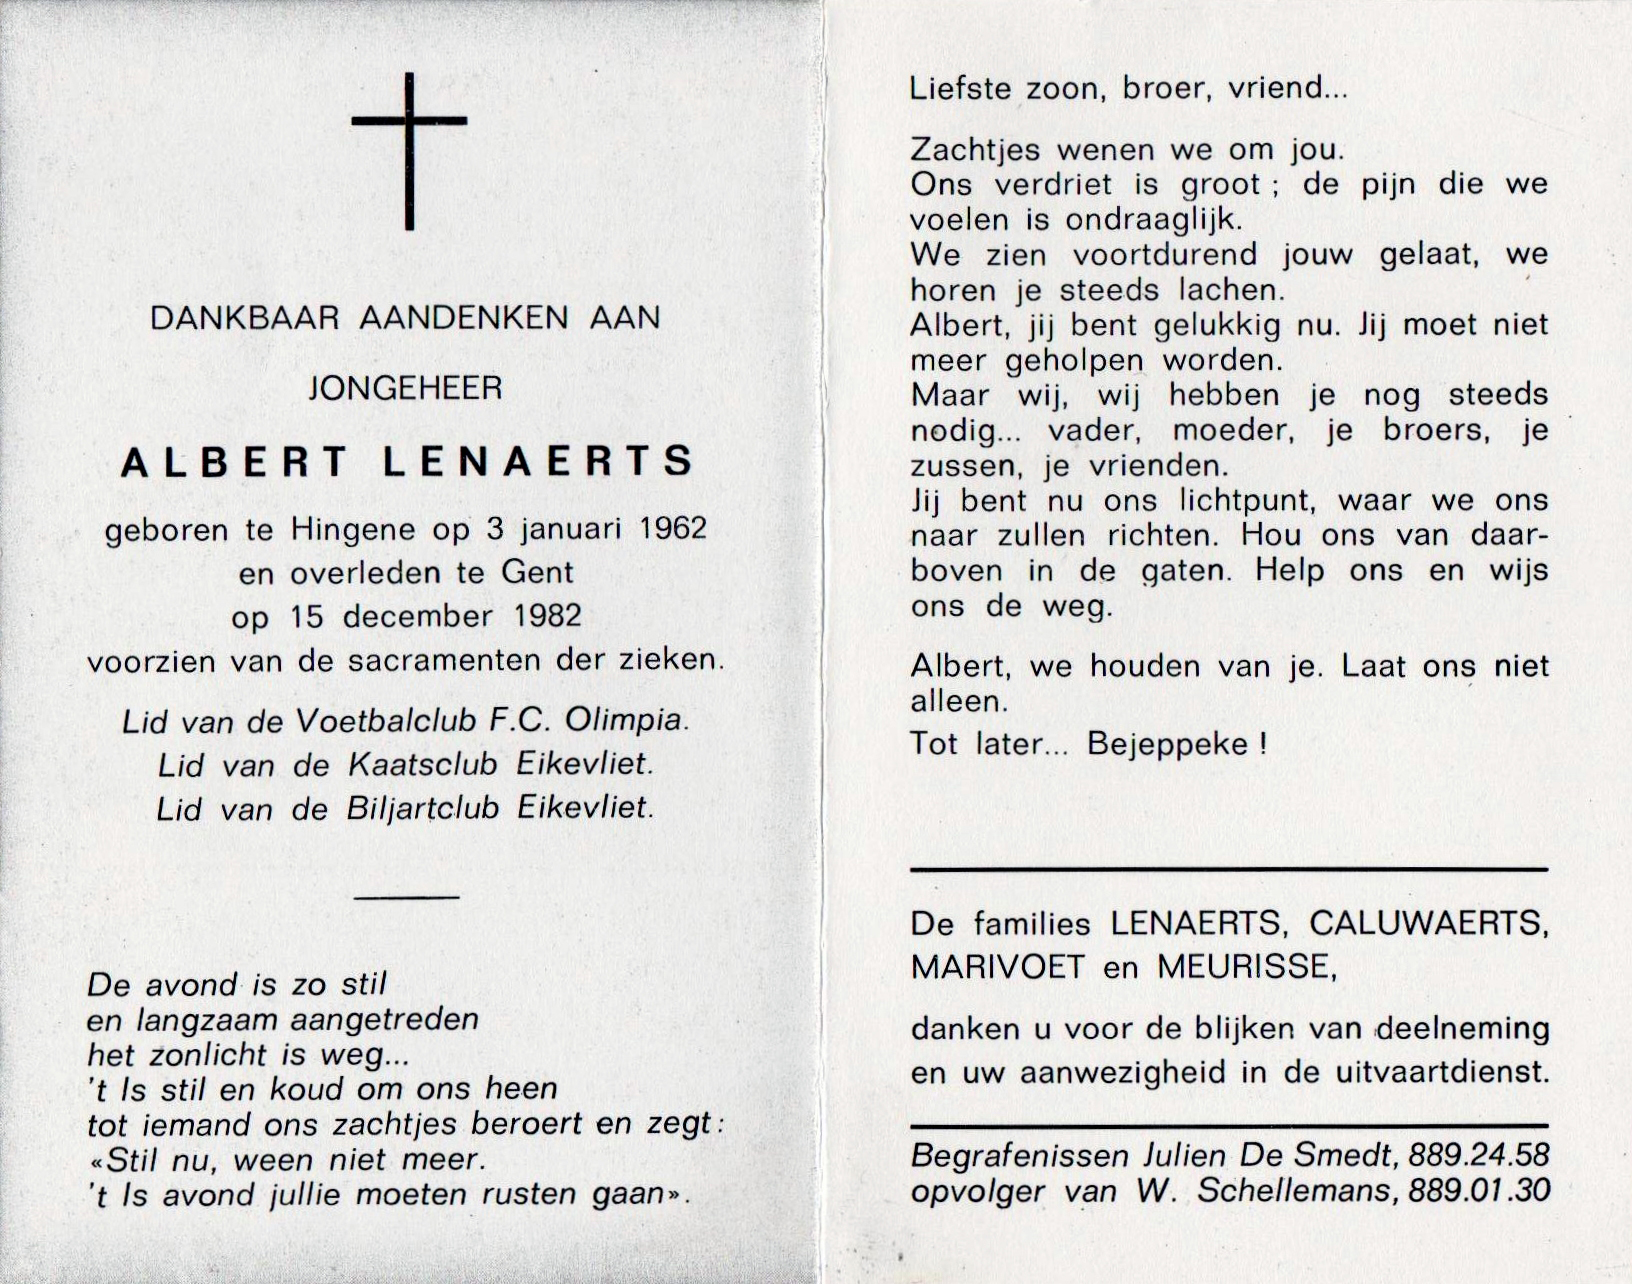 DANKBAAR AANDENKEN AAN
JONGEHEER
ALBERT LENAERTS
geboren te Hingene op 3 januari 1962
en overleden te Gent
op 15 december 1982
voorzien van de sacramenten der zieken.
Lid van de Voetbalclub F.C. Olimpia.
Lid van de Kaatsclub Eikevliet.
Lid van de Biljartclub Eikevliet.
De avond is zo stil
en langzaam aangetreden
het zonlicht is weg...
't Is stil en koud om ons heen
tot iemand ons zachtjes beroert en zegt:
«Stil nu, ween niet meer.
't Is avond jullie moeten rusten gaan».
Liefste zoon, broer, vriend...
Zachtjes wenen we om jou.
Ons verdriet is groot ; de pijn die we
voelen is ondraaglijk.
We zien voortdurend jouw gelaat, we
horen je steeds lachen.
Albert, jij bent gelukkig nu. Jij moet niet
meer geholpen worden.
Maar wij, wij hebben je nog steeds
nodig... vader, moeder, je broers, je
zussen, je vrienden.
Jij bent nu ons lichtpunt, waar we ons
naar zullen richten. Hou ons van daar-
boven in de gaten. Help ons en wijs
ons de weg.
Albert, we houden van je. Laat ons niet
alleen.
Tot later... Bejeppeke !
De families LENAERTS, CALUWAERTS,
MARIVOET en MEURISSE,
danken u voor de blijken van deelneming
en uw aanwezigheid in de uitvaartdienst.
Begrafenissen Julien De Smedt, 889.24.58
opvolger van W. Schellemans, 889.01.30